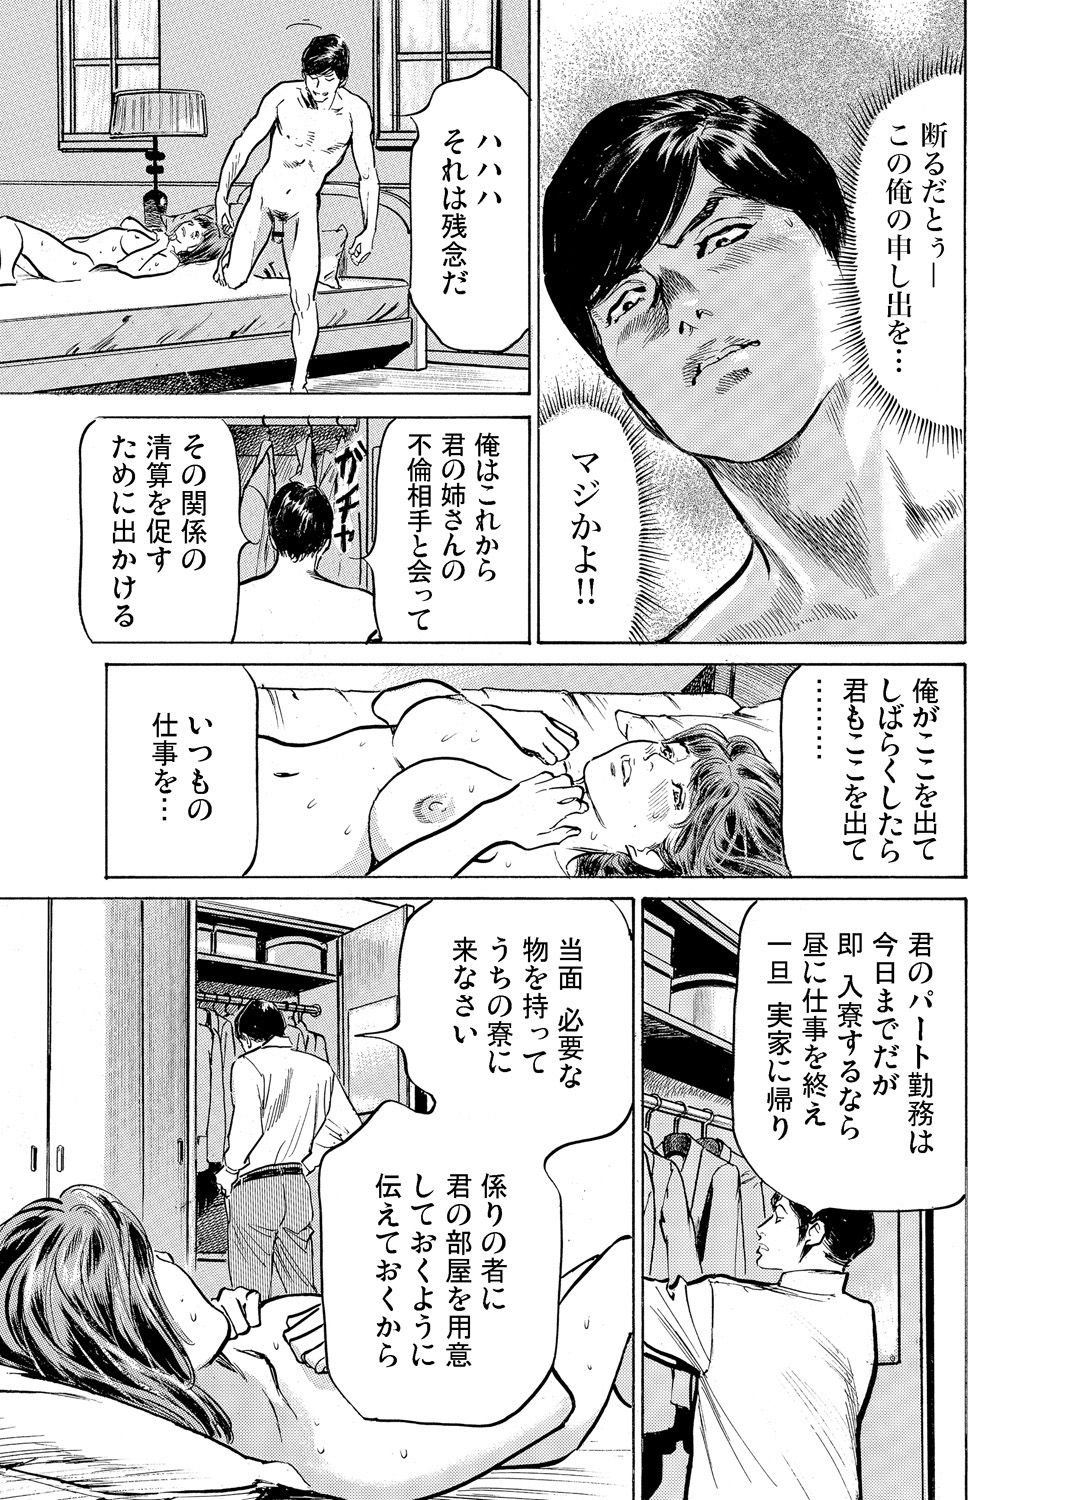 断るだとぅー
この俺の申し出を…
マジかよ!!
ハハハ
それは残念だ
俺はこれから
君の姉さんの
不倫相手と会って
ガチャ
その関係の
清算を促す
ために出かける
俺がここを出て
しばらくしたら
君もここを出て
………
いつもの
仕事を…
君のパート勤務は
今日までだが
即 入寮するなら
昼に仕事を終え
一旦 実家に帰り
当面 必要な
物を持って
うちの寮に
来なさい
係りの者に
君の部屋を用意
しておくように
伝えておくから